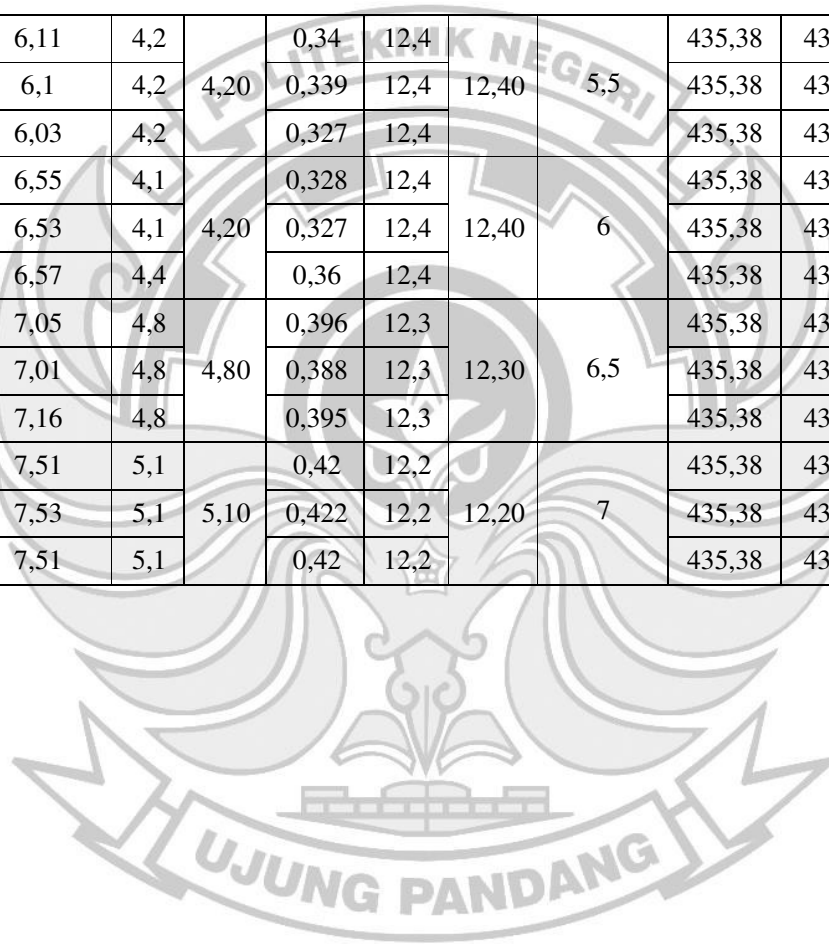 6,11 4,2 0,34 12,4 435,38 43
6,1 4,2 4,20 0,339 12,4 12,40 5,5 435,38 43
6,03 4,2 0,327 12,4 435,38 43
6,55 4,1 0,328 12,4 435,38 43
6,53 4,1 4,20 0,327 12,4 12,40 6 435,38 43
6,57 4,4 0,36 12,4 435,38 43
7,05 4,8 0,396 12,3 435,38 43
7,01 4,8 4,80 0,388 12,3 12,30 6,5 435,38 43
7,16 4,8 0,395 12,3 435,38 43
7,51 5,1 0,42 12,2 435,38 43
7,53 5,1 5,10 0,422 12,2 12,20 7 435,38 43
7,51 5,1 0,42 12,2 435,38 43
POLITEKNIK NEGERI
UJUNG PANDANG